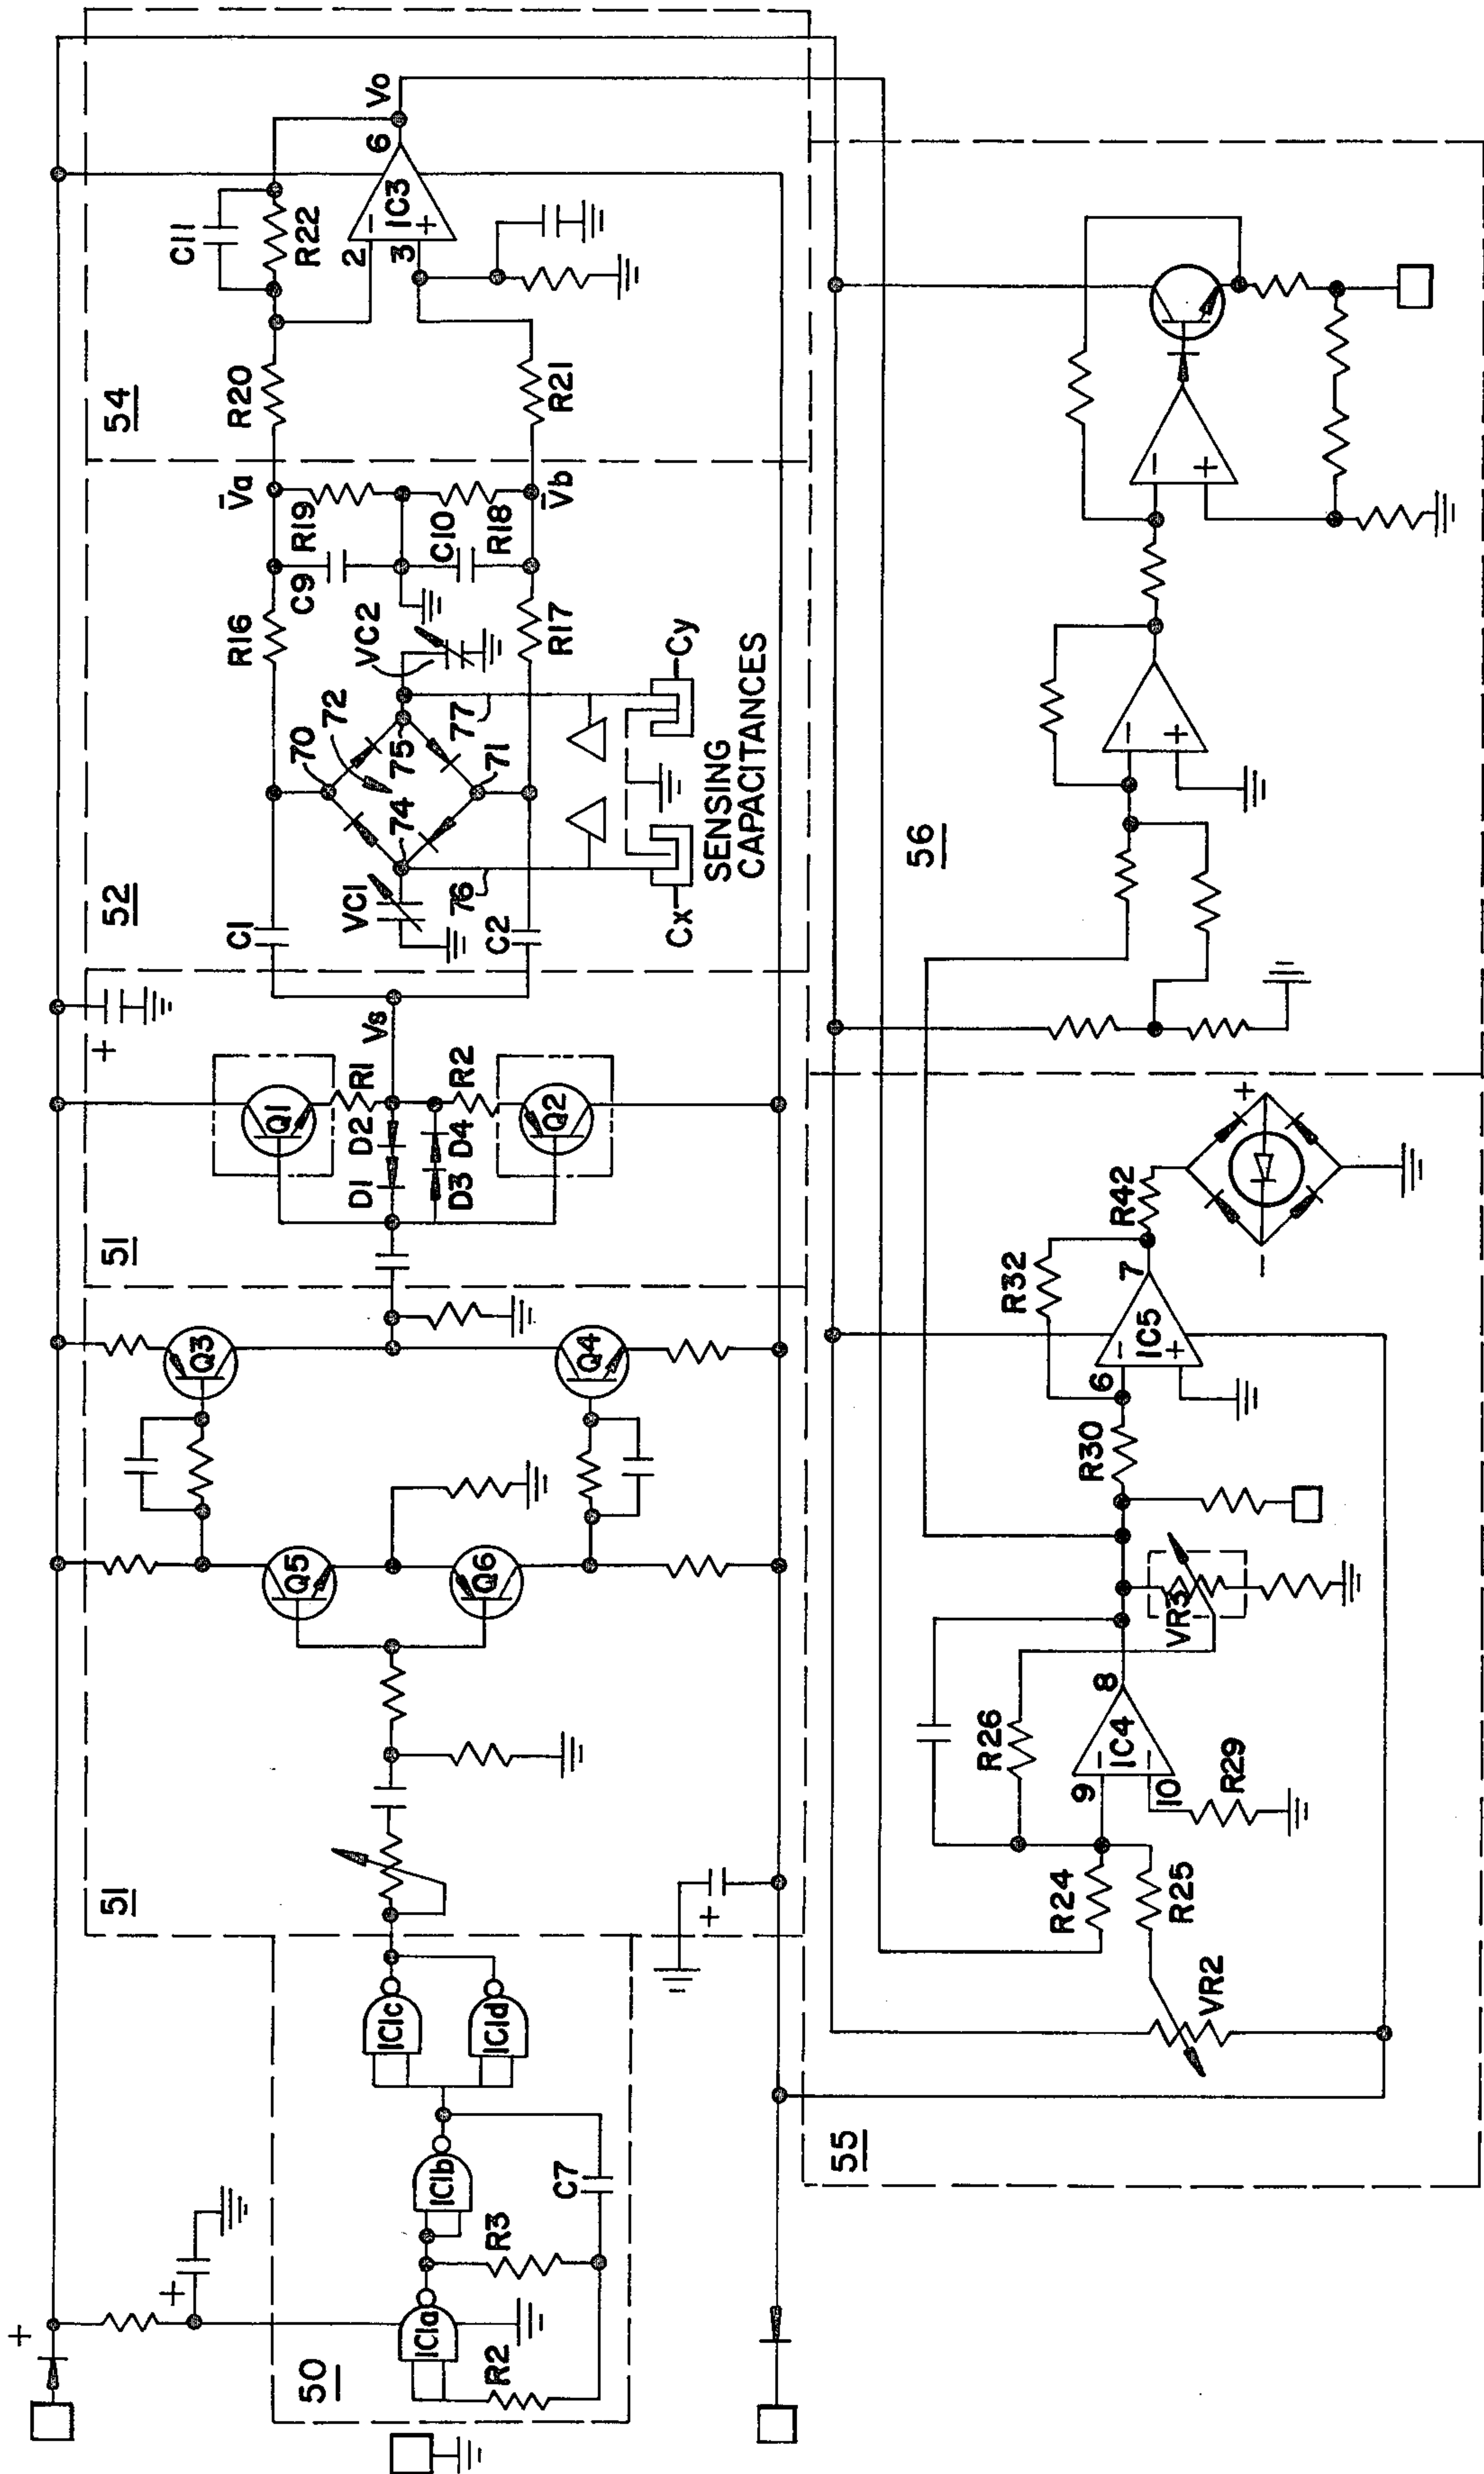 +
50
IC1a
R2
R3
IC1b
C7
IC1c
IC1d
+
+
51
Q5
Q6
Q3
Q4
51
Q1
R1
D1 D2
D3 D4
R2
Q2
Vs
+
52
C1
VC1
C2
70
72
74
75
76
77
71
Cx
Cy
SENSING
CAPACITANCES
VC2
R16
R17
C9
R19
C10
R18
V̄a
V̄b
54
R20
R21
C11
R22
2
3
−
+
IC3
6
Vo
55
VR2
R24
R25
R26
9
10
−
−
IC4
8
R29
VR3
R30
R32
6
−
+
IC5
7
R42
+
−
56
−
+
−
+